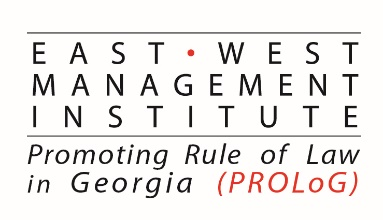 EAST•WEST
MANAGEMENT
INSTITUTE
Promoting Rule of Law
in Georgia (PROLoG)